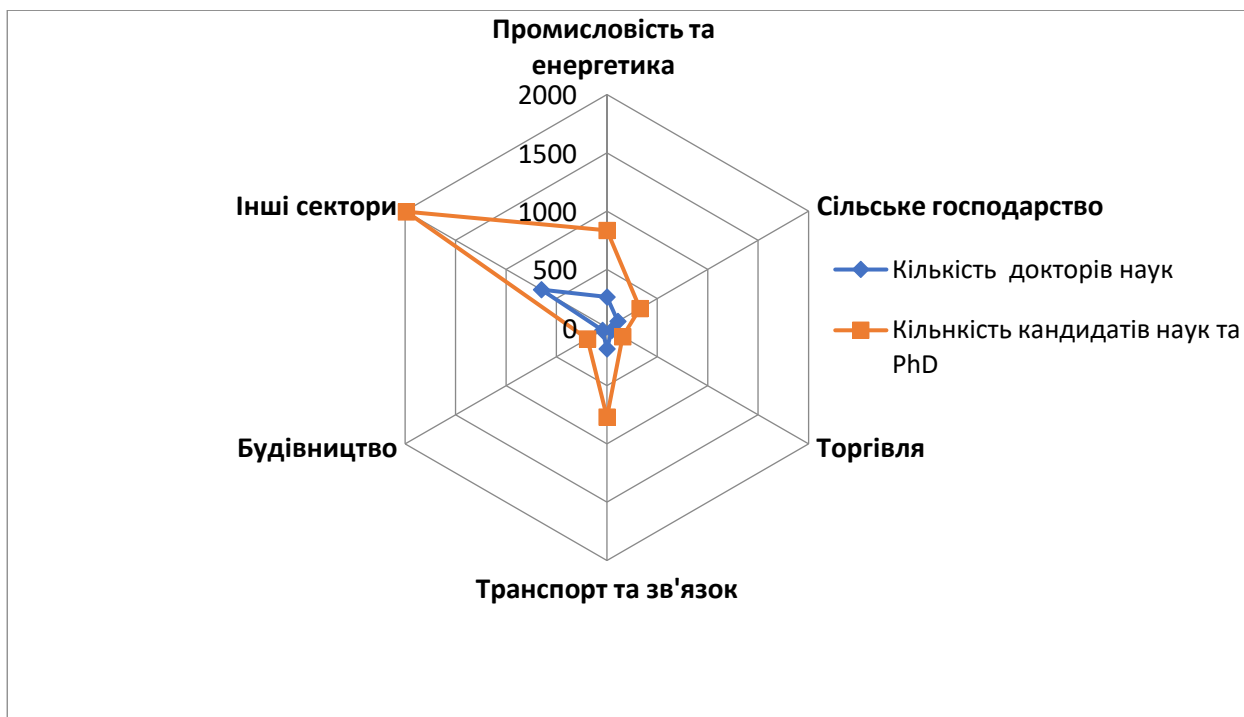 Промисловість та
енергетика
2000
1500
1000
500
0
Інші сектори
Сільське господарство
Кількість докторів наук
Кільнкість кандидатів наук та
PhD
Будівництво
Торгівля
Транспорт та зв'язок